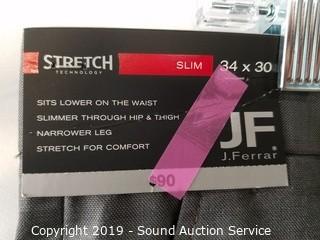 STRETCH
TECHNOLOGY
SLIM
34 x 30
SITS LOWER ON THE WAIST
SLIMMER THROUGH HIP & THIGH
NARROWER LEG
STRETCH FOR COMFORT
JF
J.Ferrar
$90
Copyright 2019 - Sound Auction Service